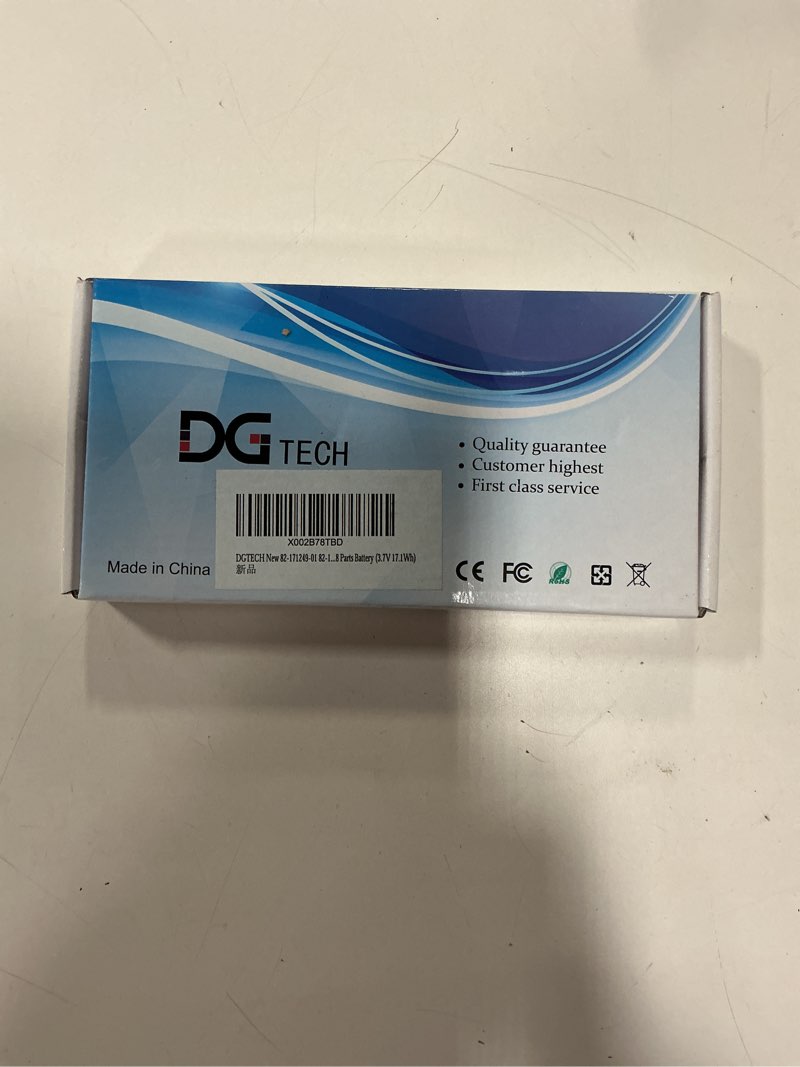 DG TECH
• Quality guarantee
• Customer highest
• First class service
X002B78TBD
DGTECH New 82-171249-01 82-1...8 Parts Battery (3.7V 17.1Wh)
新品
Made in China
CE FC RoHS